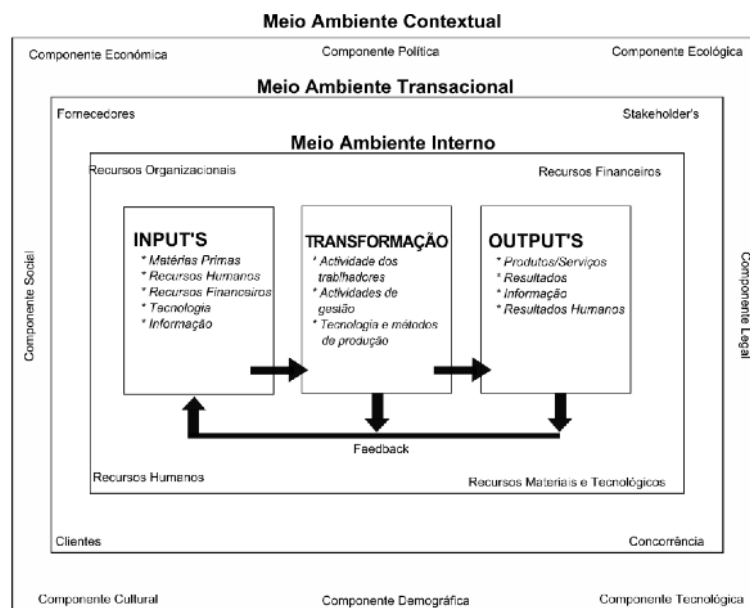 Meio Ambiente Contextual
Componente Económica
Componente Política
Componente Ecológica
Meio Ambiente Transacional
Fornecedores
Stakeholder's
Meio Ambiente Interno
Recursos Organizacionais
Recursos Financeiros
INPUT'S
* Matérias Primas
* Recursos Humanos
* Recursos Financeiros
* Tecnologia
* Informação
TRANSFORMAÇÃO
* Actividade dos
trablhadores
* Actividades de
gestão
* Tecnologia e métodos
de produção
OUTPUT'S
* Produtos/Serviços
* Resultados
* Informação
* Resultados Humanos
Componente Social
Componente Legal
Feedback
Recursos Humanos
Recursos Materiais e Tecnológicos
Clientes
Concorrência
Componente Cultural
Componente Demográfica
Componente Tecnológica